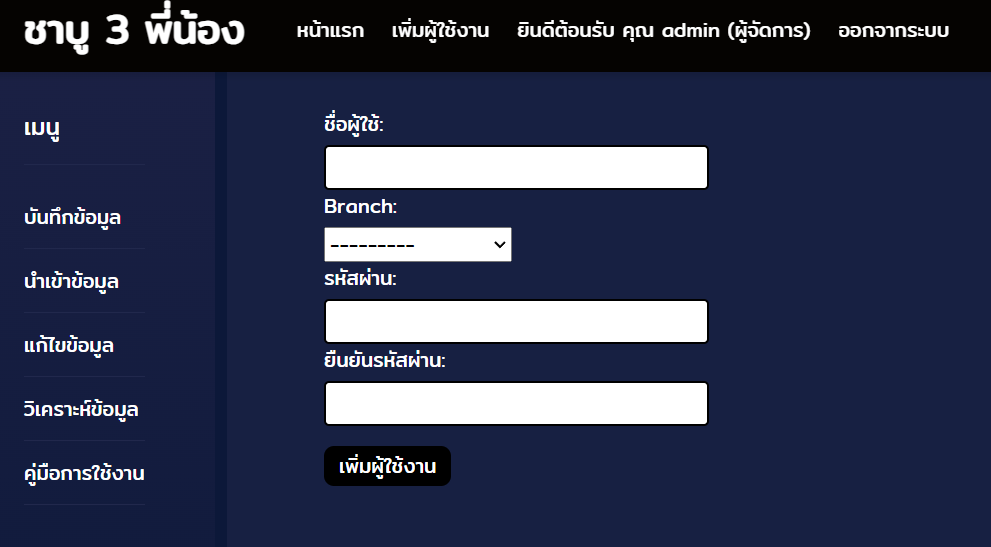 ชาบู 3 พี่น้อง หน้าแรก เพิ่มผู้ใช้งาน ยินดีต้อนรับ คุณ admin (ผู้จัดการ) ออกจากระบบ
เมนู
บันทึกข้อมูล
นำเข้าข้อมูล
แก้ไขข้อมูล
วิเคราะห์ข้อมูล
คู่มือการใช้งาน
ชื่อผู้ใช้:
Branch:
---------
รหัสผ่าน:
ยืนยันรหัสผ่าน:
เพิ่มผู้ใช้งาน